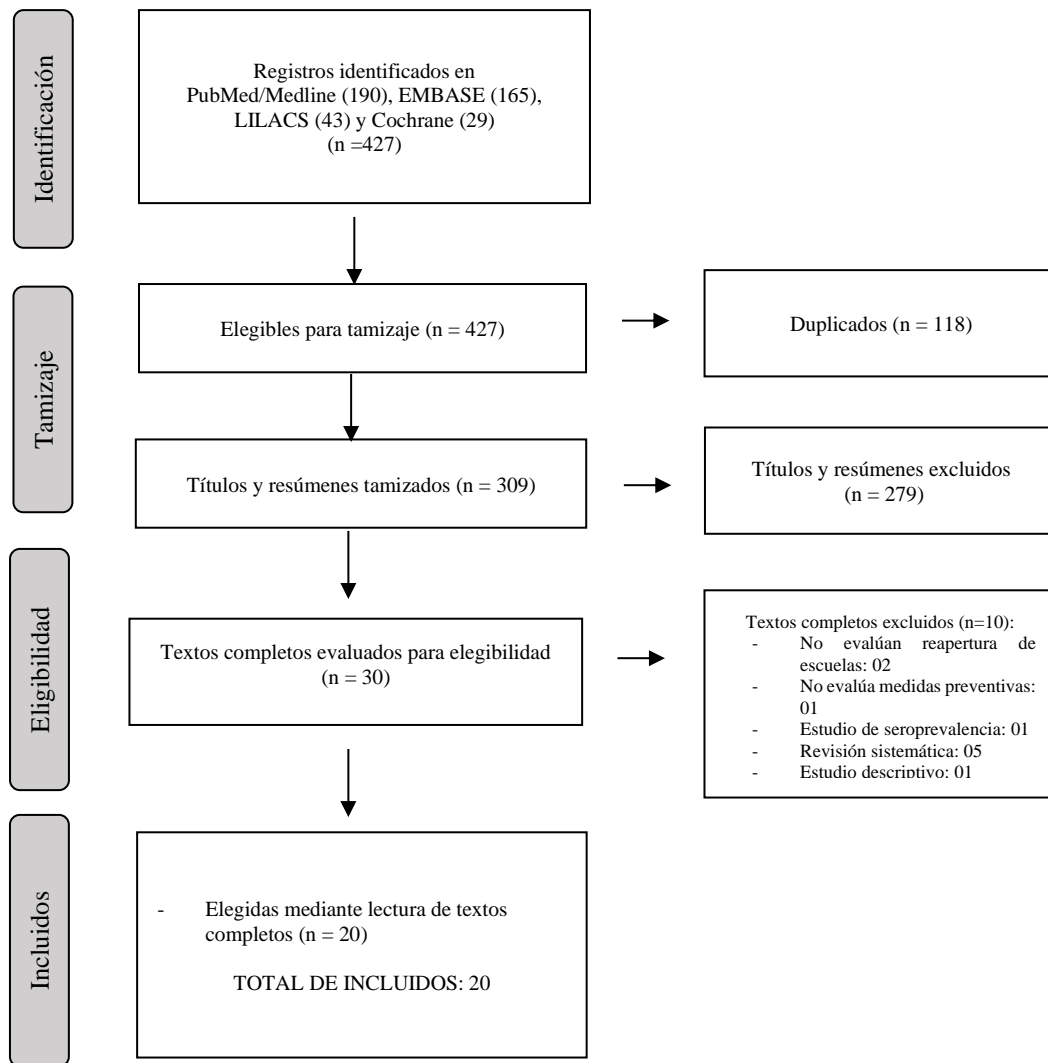 Identificación
Registros identificados en
PubMed/Medline (190), EMBASE (165),
LILACS (43) y Cochrane (29)
(n =427)
Tamizaje
Elegibles para tamizaje (n = 427)
Duplicados (n = 118)
Títulos y resúmenes tamizados (n = 309)
Títulos y resúmenes excluidos
(n = 279)
Eligibilidad
Textos completos evaluados para elegibilidad
(n = 30)
Textos completos excluidos (n=10):
- No evalúan reapertura de
escuelas: 02
- No evalúa medidas preventivas:
01
- Estudio de seroprevalencia: 01
- Revisión sistemática: 05
- Estudio descriptivo: 01
Incluidos
- Elegidas mediante lectura de textos
completos (n = 20)
TOTAL DE INCLUIDOS: 20